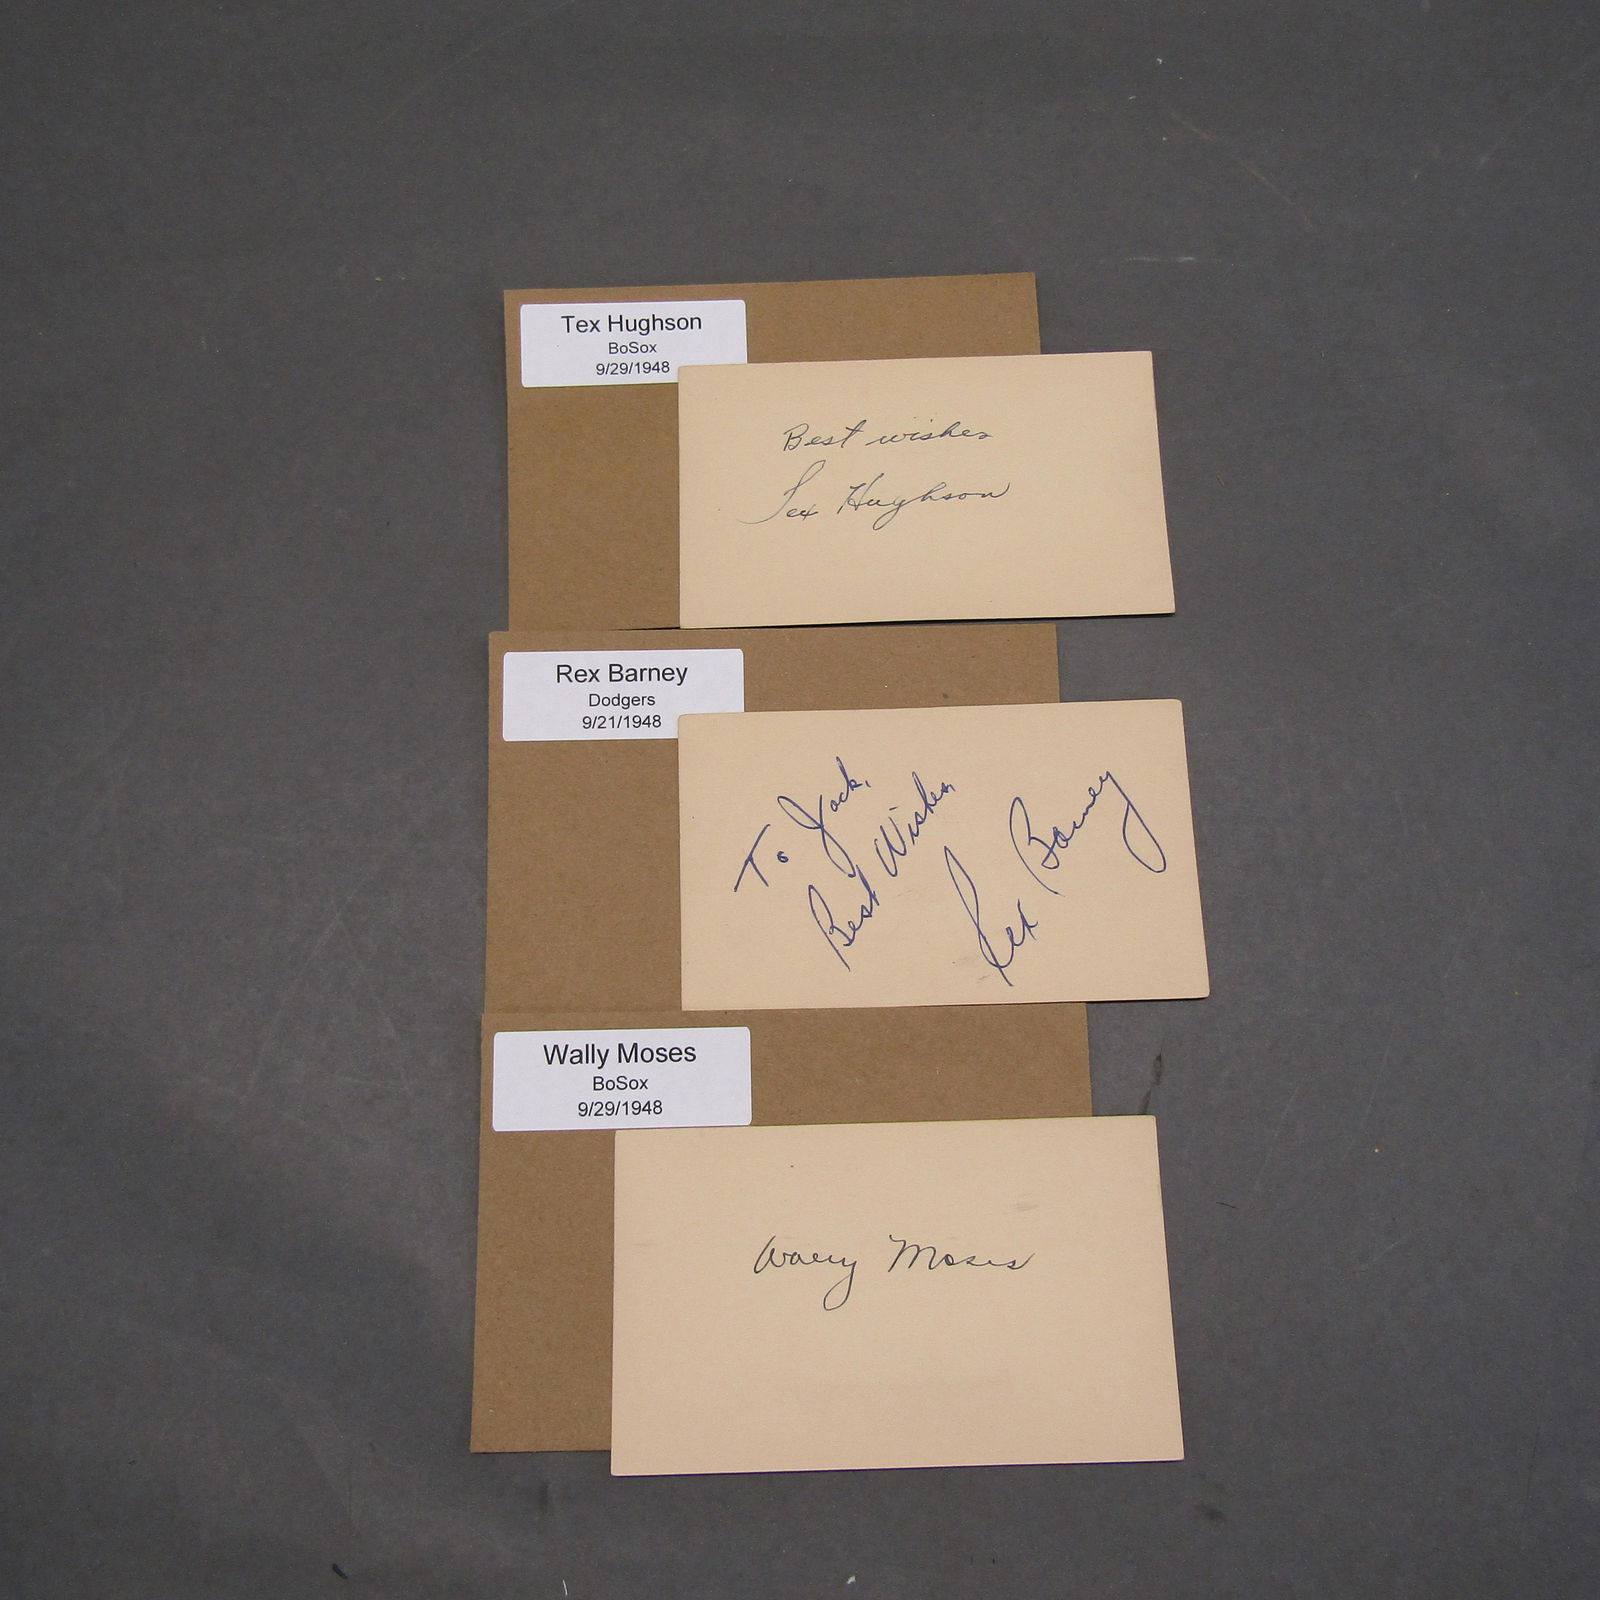 Tex Hughson
BoSox
9/29/1948
Best wishes
Tex Hughson
Rex Barney
Dodgers
9/21/1948
To Jack,
Best Wishes,
Rex Barney
Wally Moses
BoSox
9/29/1948
Wally Moses